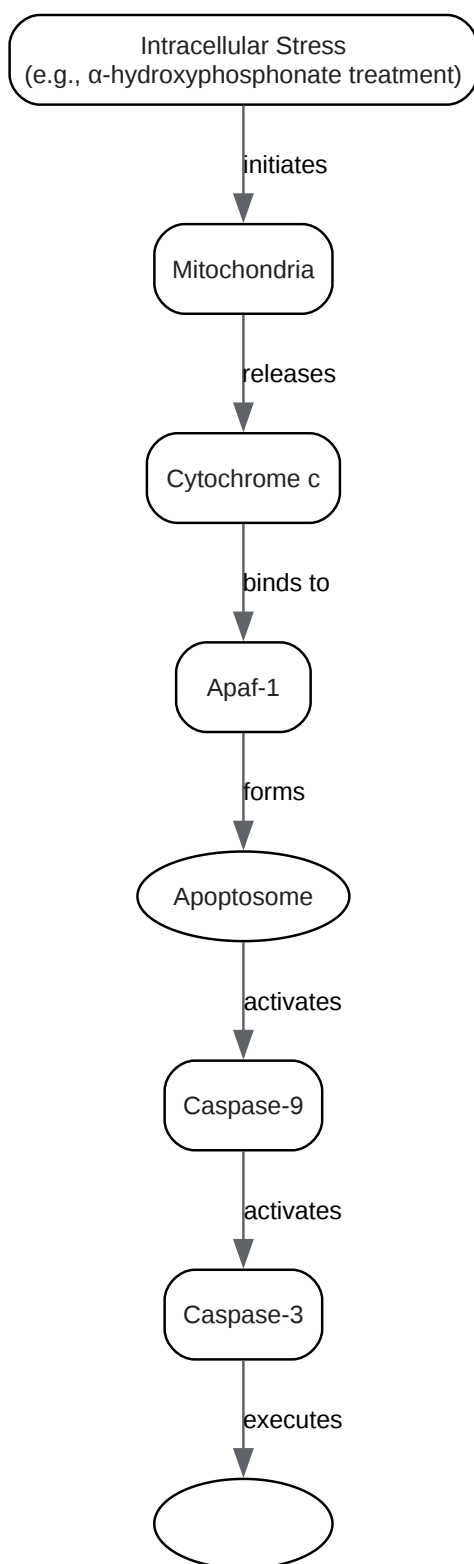 Intracellular Stress
(e.g., α-hydroxyphosphonate treatment)
initiates
Mitochondria
releases
Cytochrome c
binds to
Apaf-1
forms
Apoptosome
activates
Caspase-9
activates
Caspase-3
executes